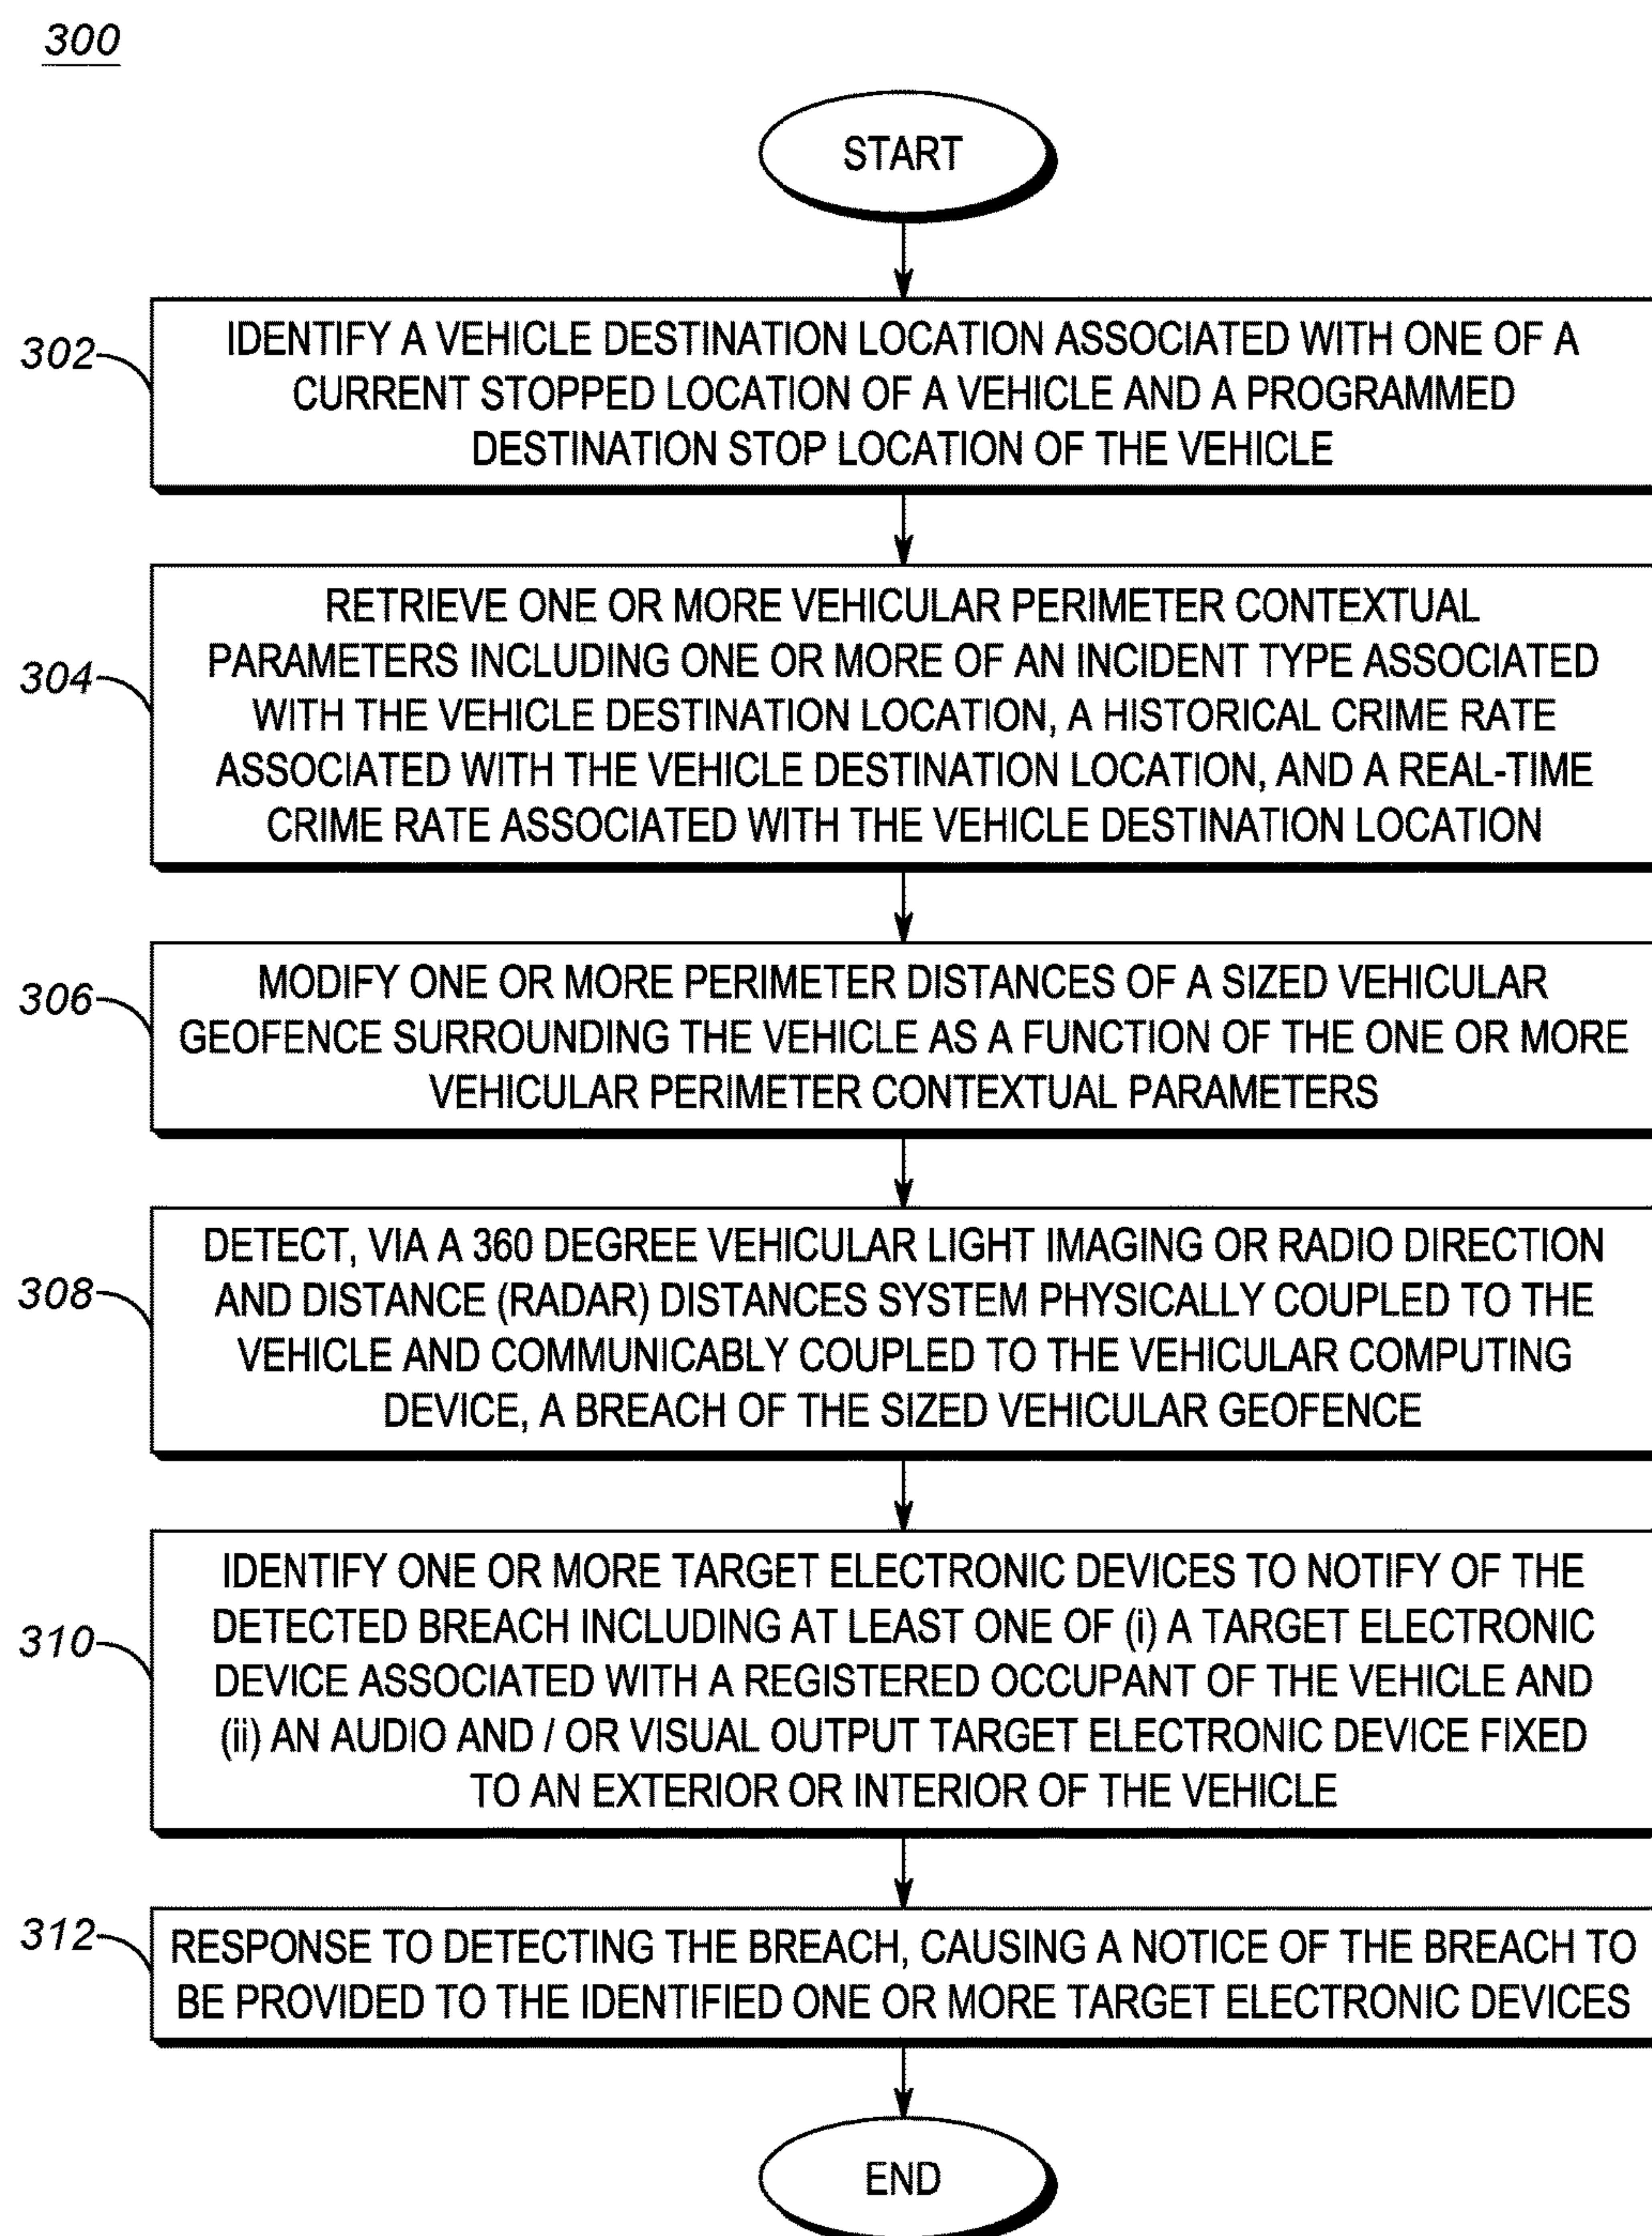 300
START
302
IDENTIFY A VEHICLE DESTINATION LOCATION ASSOCIATED WITH ONE OF A
CURRENT STOPPED LOCATION OF A VEHICLE AND A PROGRAMMED
DESTINATION STOP LOCATION OF THE VEHICLE
304
RETRIEVE ONE OR MORE VEHICULAR PERIMETER CONTEXTUAL
PARAMETERS INCLUDING ONE OR MORE OF AN INCIDENT TYPE ASSOCIATED
WITH THE VEHICLE DESTINATION LOCATION, A HISTORICAL CRIME RATE
ASSOCIATED WITH THE VEHICLE DESTINATION LOCATION, AND A REAL-TIME
CRIME RATE ASSOCIATED WITH THE VEHICLE DESTINATION LOCATION
306
MODIFY ONE OR MORE PERIMETER DISTANCES OF A SIZED VEHICULAR
GEOFENCE SURROUNDING THE VEHICLE AS A FUNCTION OF THE ONE OR MORE
VEHICULAR PERIMETER CONTEXTUAL PARAMETERS
308
DETECT, VIA A 360 DEGREE VEHICULAR LIGHT IMAGING OR RADIO DIRECTION
AND DISTANCE (RADAR) DISTANCES SYSTEM PHYSICALLY COUPLED TO THE
VEHICLE AND COMMUNICABLY COUPLED TO THE VEHICULAR COMPUTING
DEVICE, A BREACH OF THE SIZED VEHICULAR GEOFENCE
310
IDENTIFY ONE OR MORE TARGET ELECTRONIC DEVICES TO NOTIFY OF THE
DETECTED BREACH INCLUDING AT LEAST ONE OF (i) A TARGET ELECTRONIC
DEVICE ASSOCIATED WITH A REGISTERED OCCUPANT OF THE VEHICLE AND
(ii) AN AUDIO AND / OR VISUAL OUTPUT TARGET ELECTRONIC DEVICE FIXED
TO AN EXTERIOR OR INTERIOR OF THE VEHICLE
312
RESPONSE TO DETECTING THE BREACH, CAUSING A NOTICE OF THE BREACH TO
BE PROVIDED TO THE IDENTIFIED ONE OR MORE TARGET ELECTRONIC DEVICES
END